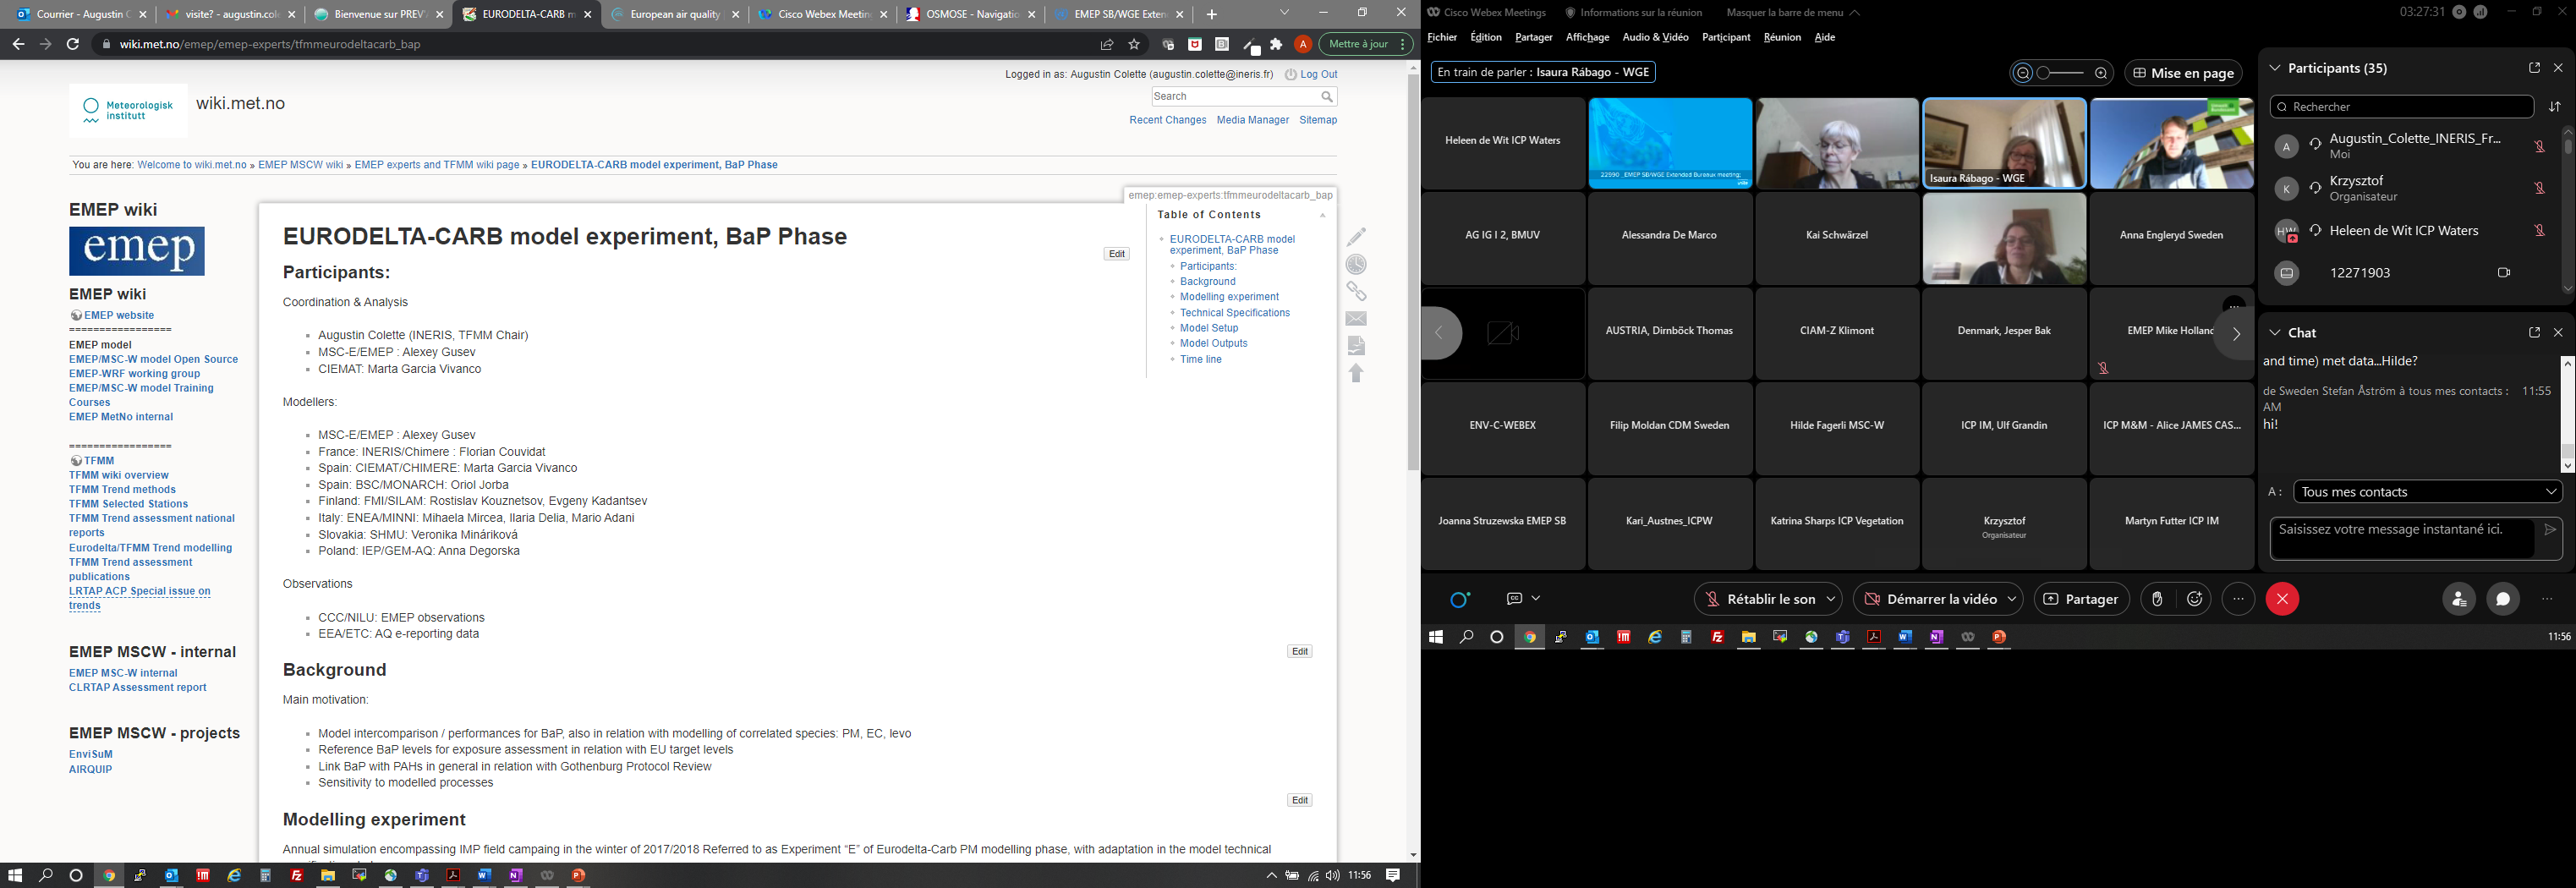 Courrier - Augustin C
visite? - augustin.col
Bienvenue sur PREV'
EURODELTA-CARB m
European air quality
Cisco Webex Meetin
OSMOSE - Navigatio
EMEP SB/WGE Exten
wiki.met.no/emep/emep-experts/tfmmeurodeltacarb_bap
A
Mettre à jour
Logged in as: Augustin Colette (augustin.colette@ineris.fr) Log Out
Meteorologisk
institutt
wiki.met.no
Search
Recent Changes Media Manager Sitemap
You are here: Welcome to wiki.met.no » EMEP MSCW wiki » EMEP experts and TFMM wiki page » EURODELTA-CARB model experiment, BaP Phase
emep:emep-experts:tfmmeurodeltacarb_bap
EMEP wiki
emep
EMEP wiki
EMEP website
=================
EMEP model
EMEP/MSC-W model Open Source
EMEP-WRF working group
EMEP/MSC-W model Training
Courses
EMEP MetNo internal
=================
TFMM
TFMM wiki overview
TFMM Trend methods
TFMM Selected Stations
TFMM Trend assessment national
reports
Eurodelta/TFMM Trend modelling
TFMM Trend assessment
publications
LRTAP ACP Special issue on
trends
EMEP MSCW - internal
EMEP MSC-W internal
CLRTAP Assessment report
EMEP MSCW - projects
EnviSuM
AIRQUIP
EURODELTA-CARB model experiment, BaP Phase
Edit
Participants:
Coordination & Analysis
Augustin Colette (INERIS, TFMM Chair)
MSC-E/EMEP : Alexey Gusev
CIEMAT: Marta Garcia Vivanco
Modellers:
MSC-E/EMEP : Alexey Gusev
France: INERIS/Chimere : Florian Couvidat
Spain: CIEMAT/CHIMERE: Marta Garcia Vivanco
Spain: BSC/MONARCH: Oriol Jorba
Finland: FMI/SILAM: Rostislav Kouznetsov, Evgeny Kadantsev
Italy: ENEA/MINNI: Mihaela Mircea, Ilaria Delia, Mario Adani
Slovakia: SHMU: Veronika Mináriková
Poland: IEP/GEM-AQ: Anna Degorska
Observations
CCC/NILU: EMEP observations
EEA/ETC: AQ e-reporting data
Edit
Background
Main motivation:
Model intercomparison / performances for BaP, also in relation with modelling of correlated species: PM, EC, levo
Reference BaP levels for exposure assessment in relation with EU target levels
Link BaP with PAHs in general in relation with Gothenburg Protocol Review
Sensitivity to modelled processes
Edit
Modelling experiment
Annual simulation encompassing IMP field campaing in the winter of 2017/2018 Referred to as Experiment “E” of Eurodelta-Carb PM modelling phase, with adaptation in the model technical
Table of Contents
EURODELTA-CARB model
experiment, BaP Phase
Participants:
Background
Modelling experiment
Technical Specifications
Model Setup
Model Outputs
Time line
11:56
Cisco Webex Meetings
Informations sur la réunion
Masquer la barre de menu
03:27:31
Fichier Édition Partager Affichage Audio & Vidéo Participant Réunion Aide
En train de parler : Isaura Rábago - WGE
Mise en page
Heleen de Wit ICP Waters
22990 _EMEP SB/WGE Extended Bureaux meeting;
Isaura Rábago - WGE
AG IG I 2, BMUV
Alessandra De Marco
Kai Schwärzel
Anna Engleryd Sweden
AUSTRIA, Dirnböck Thomas
CIAM-Z Klimont
Denmark, Jesper Bak
EMEP Mike Holland
ENV-C-WEBEX
Filip Moldan CDM Sweden
Hilde Fagerli MSC-W
ICP IM, Ulf Grandin
ICP M&M - Alice JAMES CAS...
Joanna Struzewska EMEP SB
Kari_Austnes_ICPW
Katrina Sharps ICP Vegetation
Krzysztof
Organisateur
Martyn Futter ICP IM
Rétablir le son
Démarrer la vidéo
Partager
Participants (35)
Rechercher
A
Augustin_Colette_INERIS_Fr...
Moi
K
Krzysztof
Organisateur
HW
Heleen de Wit ICP Waters
12271903
Chat
and time) met data...Hilde?
de Sweden Stefan Åström à tous mes contacts : 11:55
AM
hi!
A :
Tous mes contacts
Saisissez votre message instantané ici.
11:56